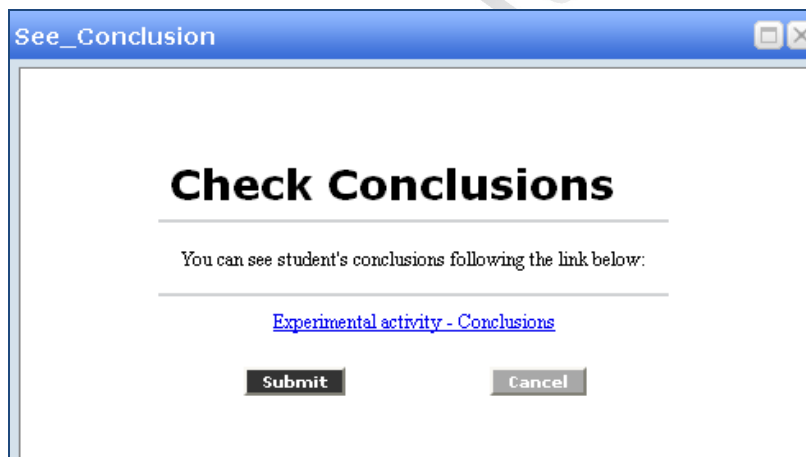 See_Conclusion
Check Conclusions
You can see student's conclusions following the link below:
Experimental activity - Conclusions
Submit Cancel